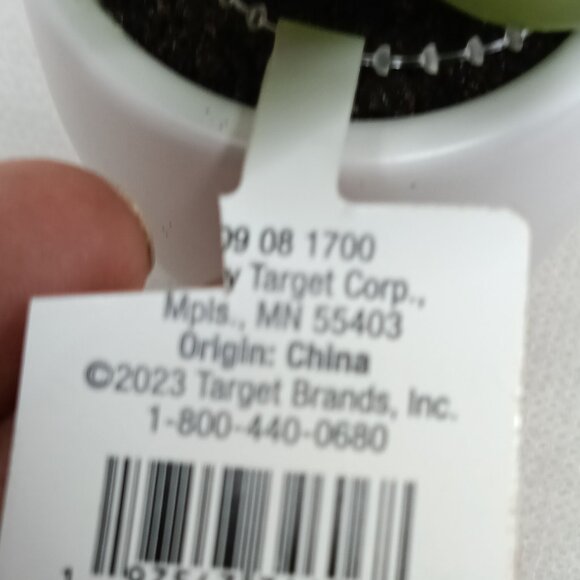 09 08 1700
Target Corp.,
Mpls., MN 55403
Origin: China
©2023 Target Brands, Inc.
1-800-440-0680